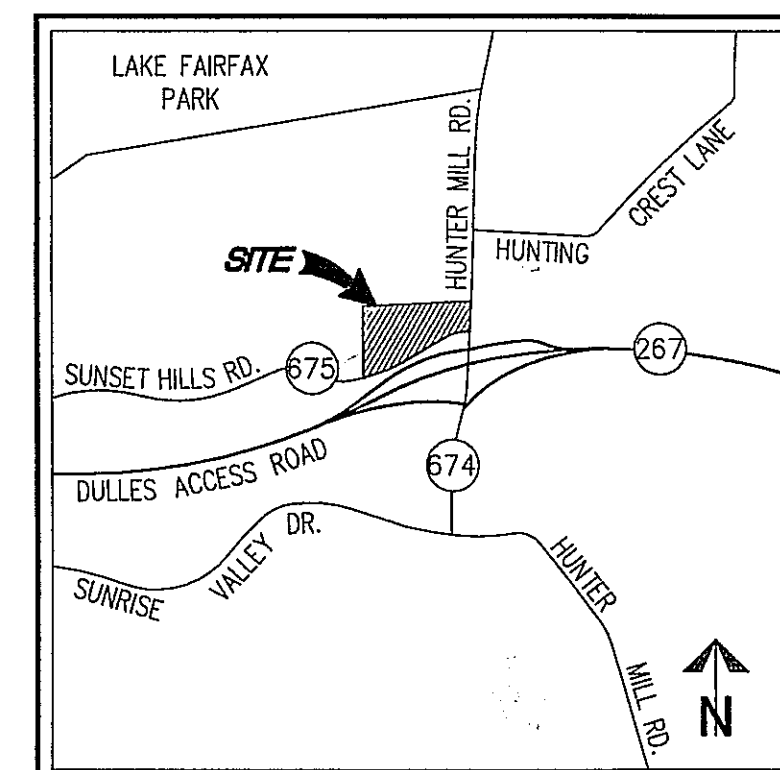 LAKE FAIRFAX
PARK
HUNTER MILL RD.
CREST LANE
HUNTING
SITE
267
675
SUNSET HILLS RD.
674
DULLES ACCESS ROAD
DR.
VALLEY
SUNRISE
HUNTER
MILL RD.
N